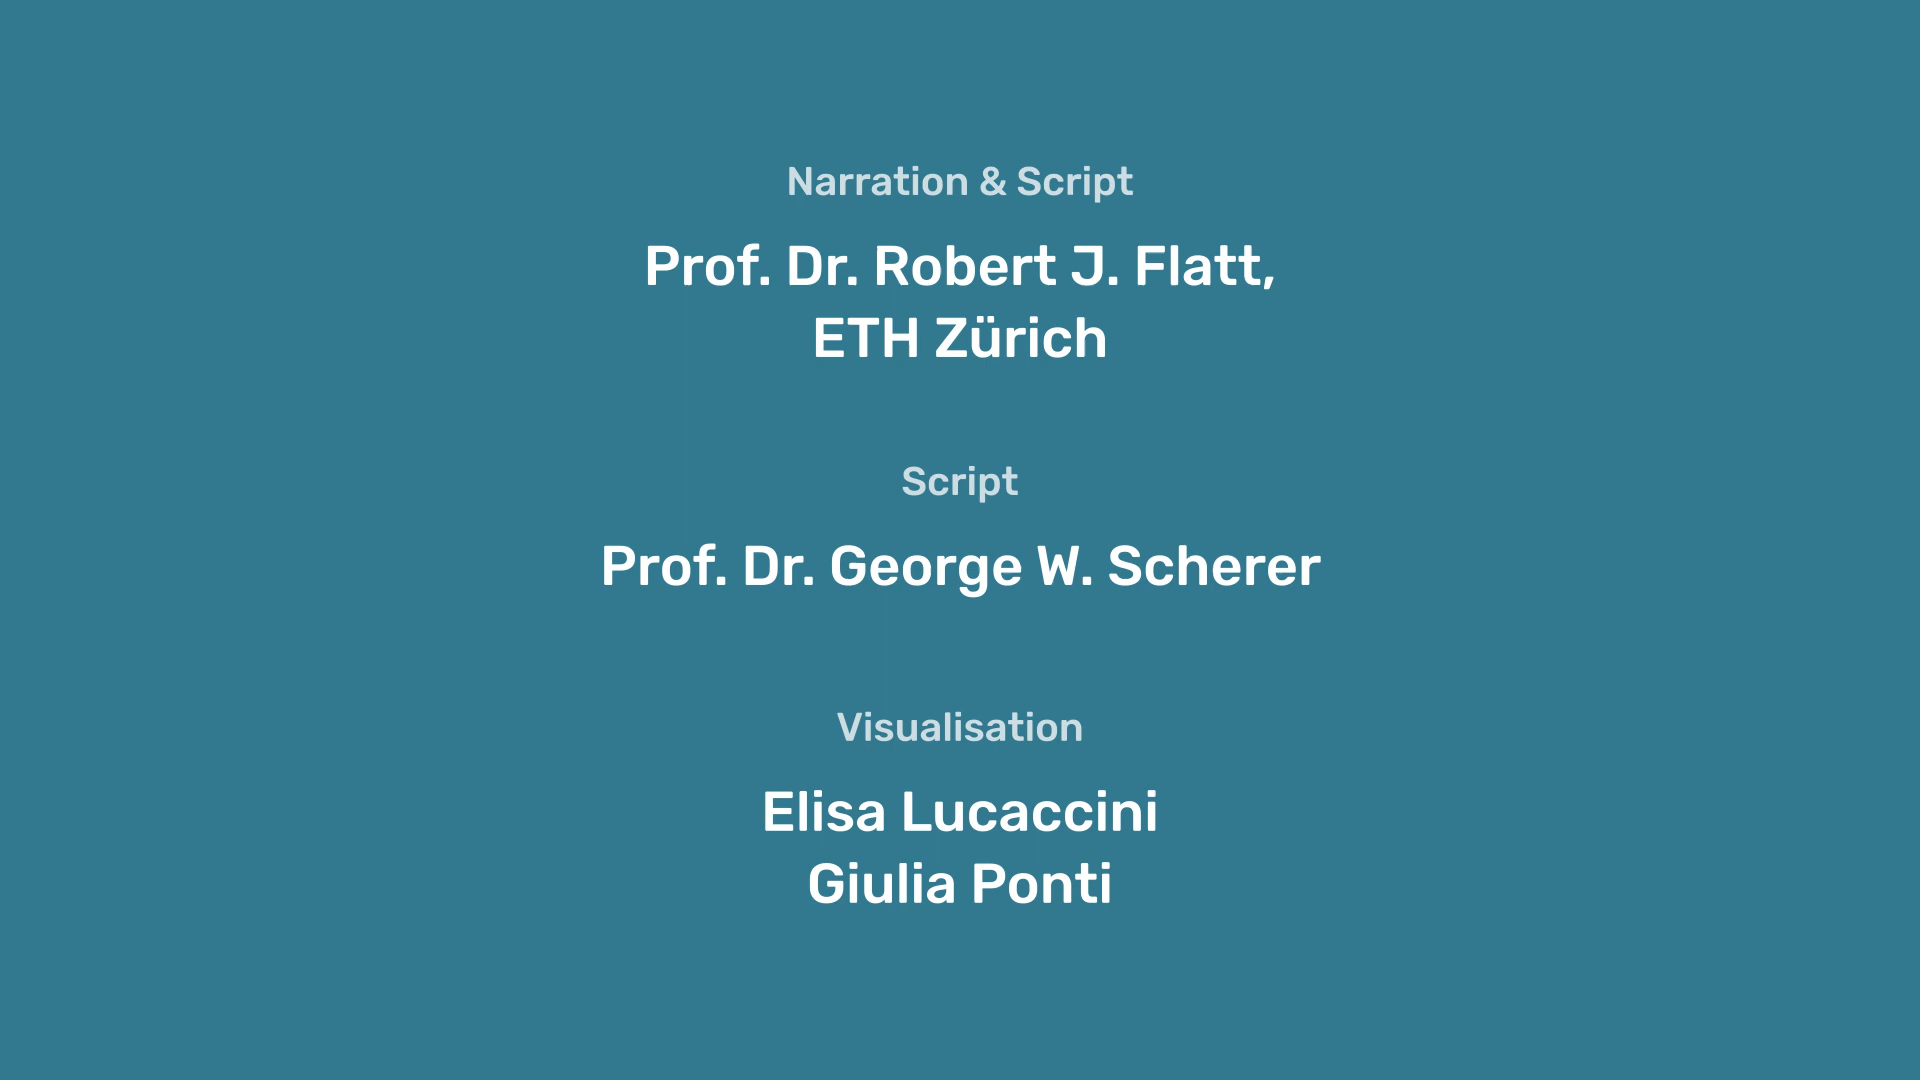 Narration & Script
Prof. Dr. Robert J. Flatt,
ETH Zürich
Script
Prof. Dr. George W. Scherer
Visualisation
Elisa Lucaccini
Giulia Ponti